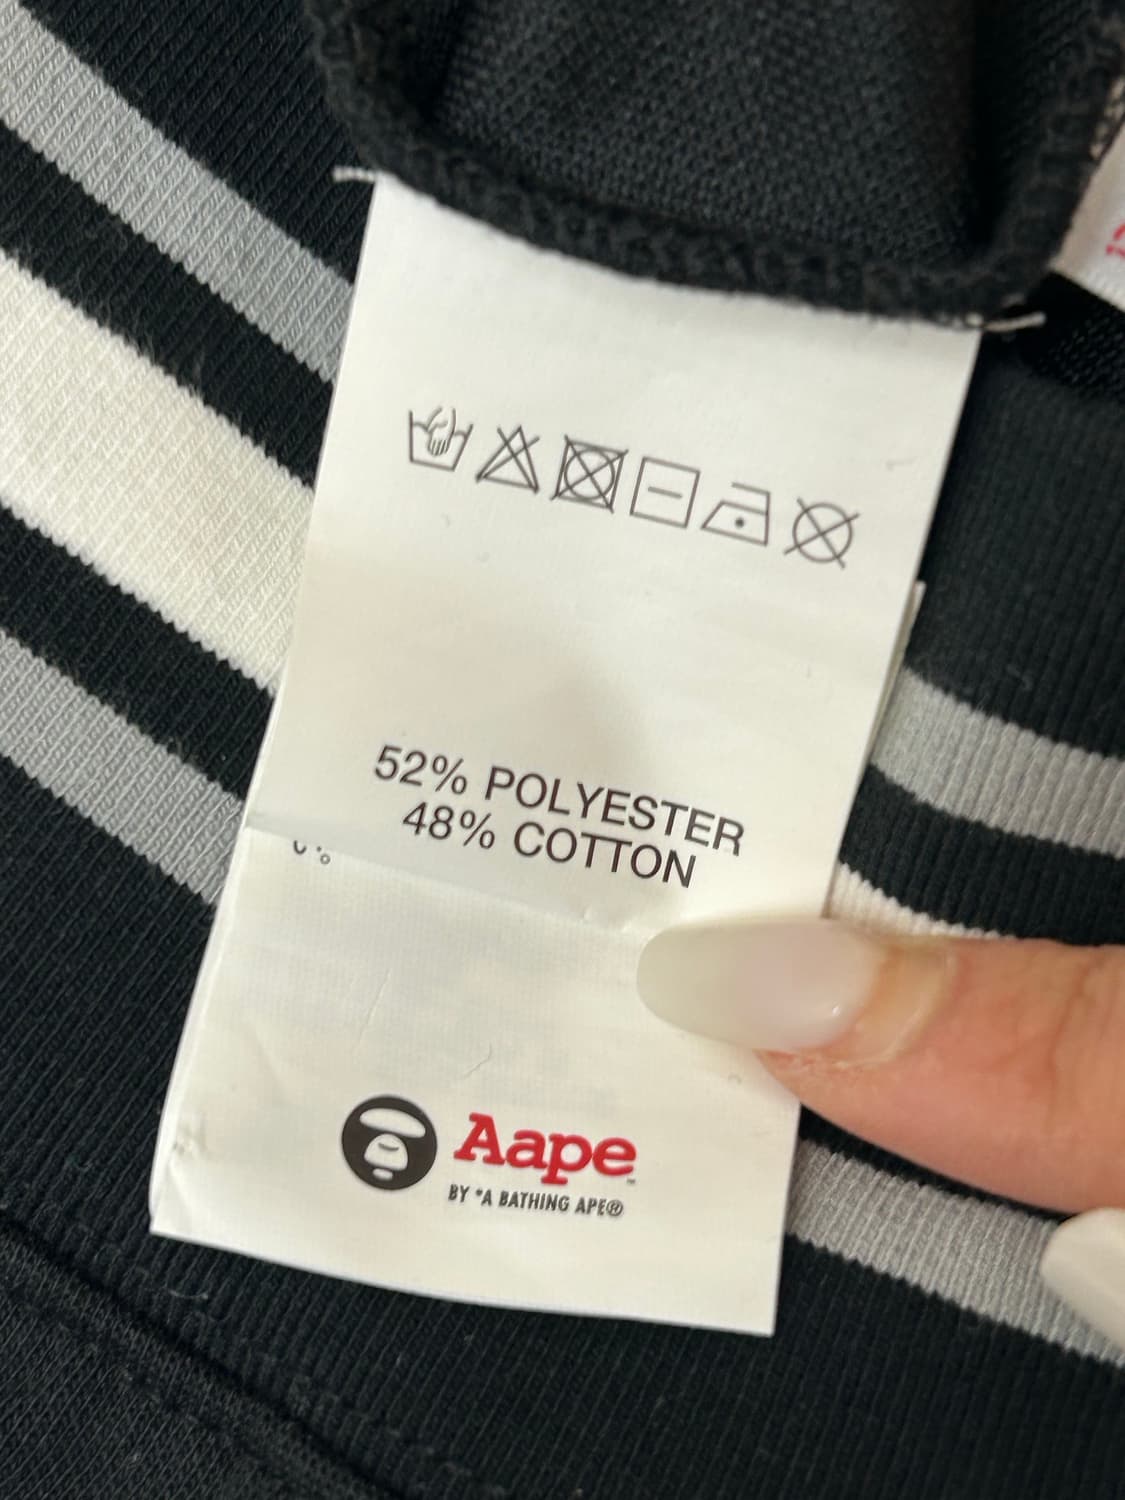 52% POLYESTER
48% COTTON
Aape
BY *A BATHING APE®